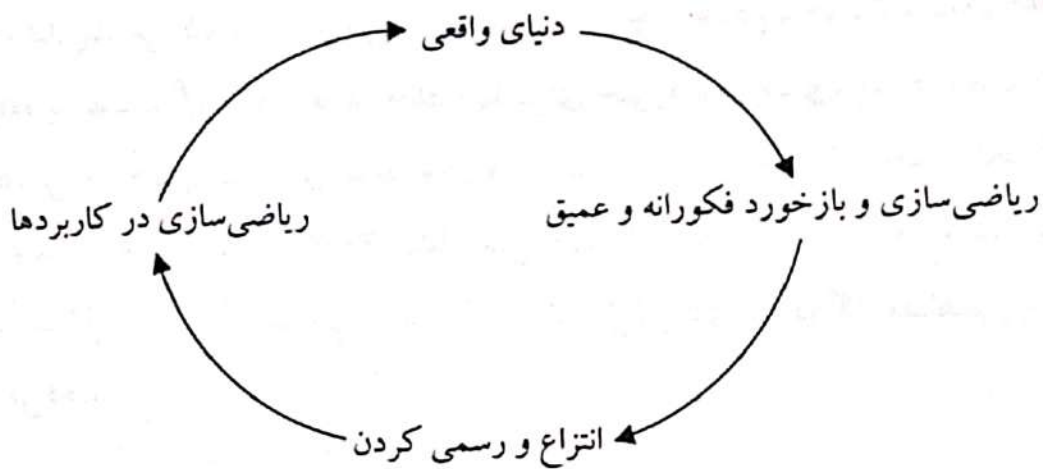 دنیای واقعی
ریاضی‌سازی و بازخورد فکورانه و عمیق
انتزاع و رسمی کردن
ریاضی‌سازی در کاربردها